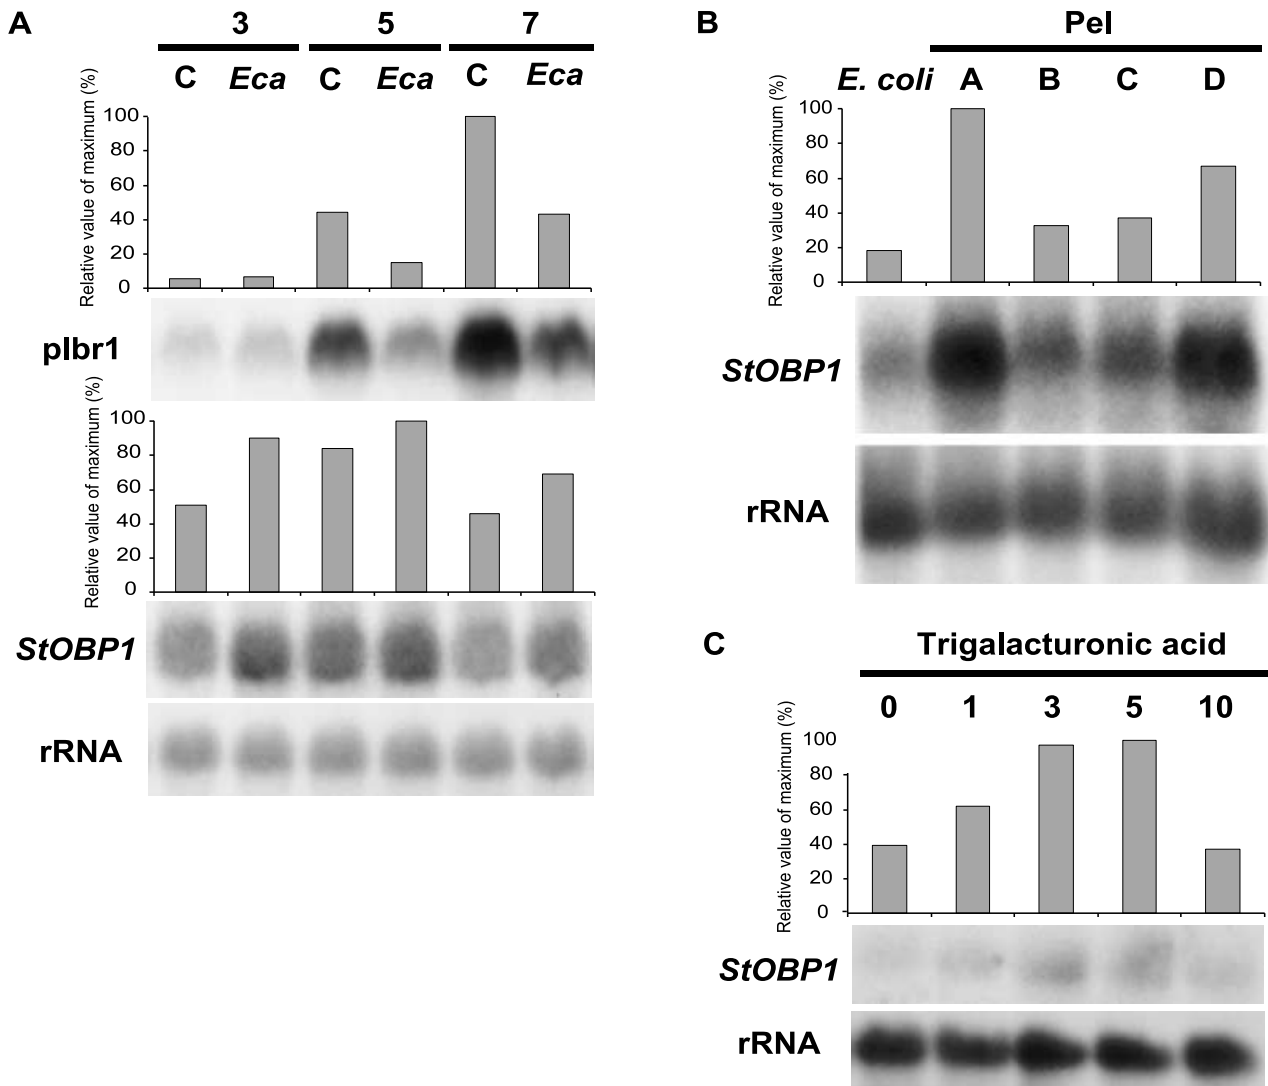 A
3 5 7
C Eca C Eca C Eca
Relative value of maximum (%)
100
80
60
40
20
0
plbr1
Relative value of maximum (%)
100
80
60
40
20
0
StOBP1
rRNA
B
Pel
E. coli A B C D
Relative value of maximum (%)
100
80
60
40
20
0
StOBP1
rRNA
C
Trigalacturonic acid
0 1 3 5 10
Relative value of maximum (%)
100
80
60
40
20
0
StOBP1
rRNA